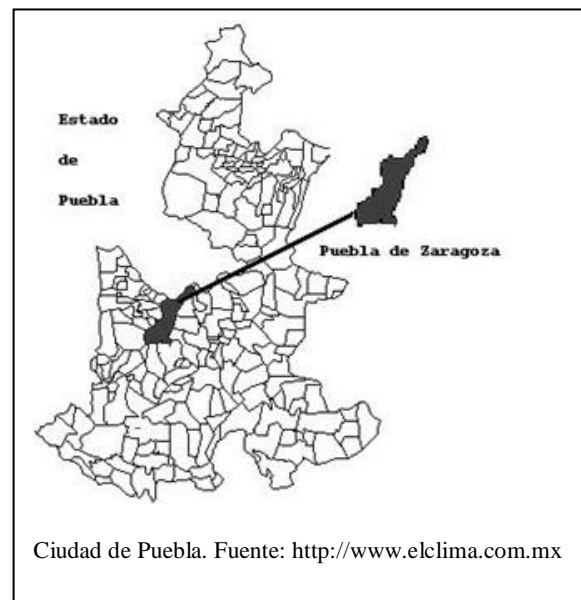 Estado
de
Puebla
Puebla de Zaragoza
Ciudad de Puebla. Fuente: http://www.elclima.com.mx